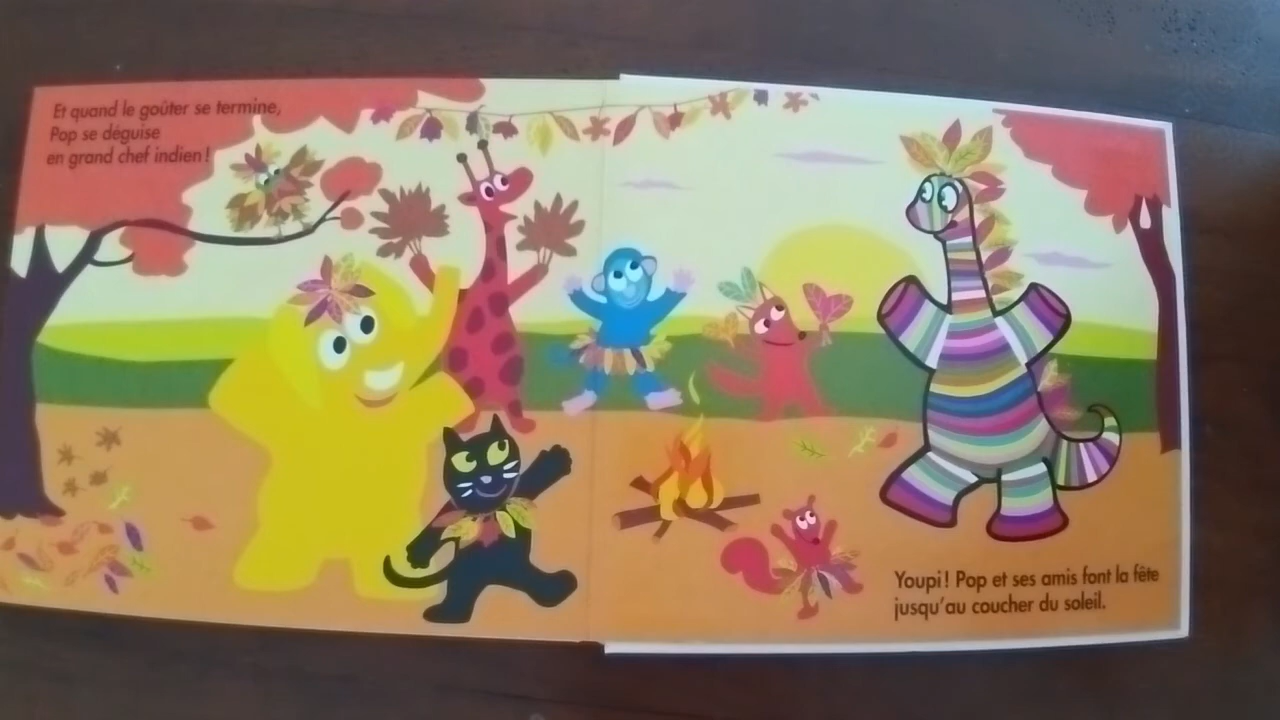 Et quand le goûter se termine,
Pop se déguise
en grand chef indien !
Youpi ! Pop et ses amis font la fête
jusqu'au coucher du soleil.